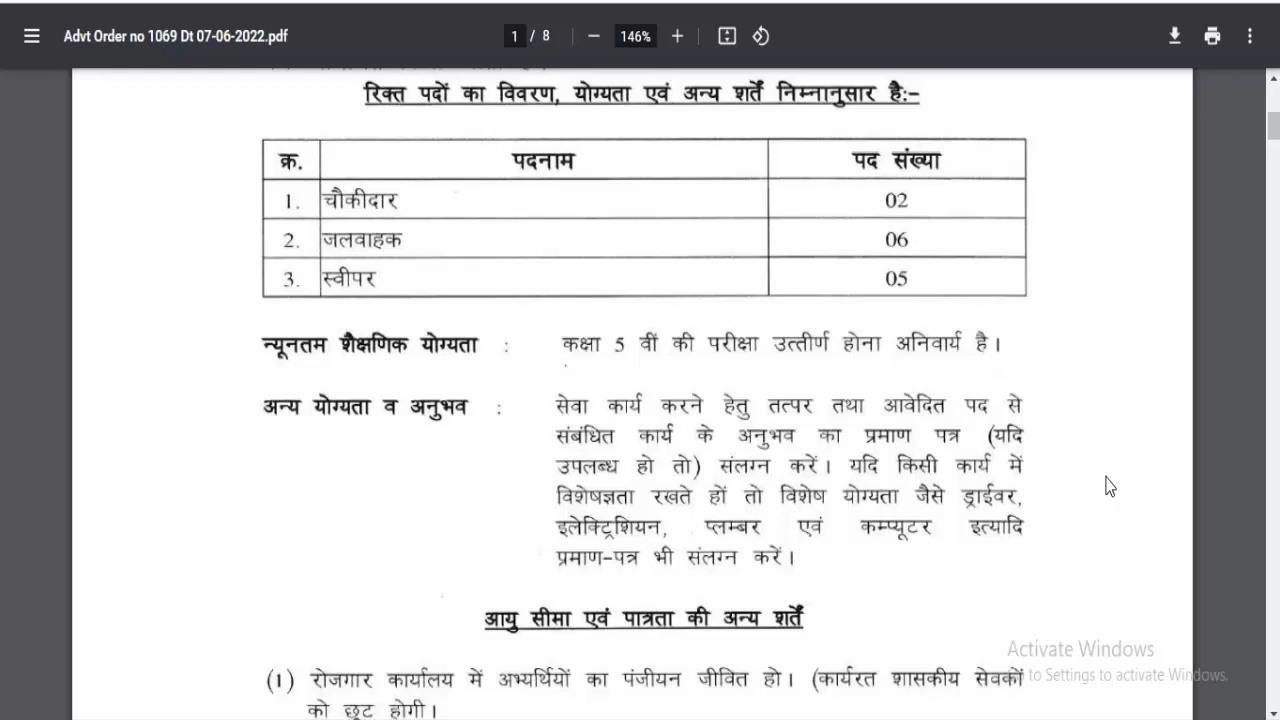 Advt Order no 1069 Dt 07-06-2022.pdf
1 / 8
146%
रिक्त पदों का विवरण, योग्यता एवं अन्य शर्तें निम्नानुसार है:-
क्र. पदनाम पद संख्या
1. चौकीदार 02
2. जलवाहक 06
3. स्वीपर 05
न्यूनतम शैक्षणिक योग्यता : कक्षा 5 वीं की परीक्षा उत्तीर्ण होना अनिवार्य है।
अन्य योग्यता व अनुभव : सेवा कार्य करने हेतु तत्पर तथा आवेदित पद से
संबंधित कार्य के अनुभव का प्रमाण पत्र (यदि
उपलब्ध हो तो) संलग्न करें। यदि किसी कार्य में
विशेषज्ञता रखते हों तो विशेष योग्यता जैसे ड्राईवर,
इलेक्ट्रिशियन, प्लम्बर एवं कम्प्यूटर इत्यादि
प्रमाण-पत्र भी संलग्न करें।
आयु सीमा एवं पात्रता की अन्य शर्तें
Activate Windows
to Settings to activate Windows.
(1) रोजगार कार्यालय में अभ्यर्थियों का पंजीयन जीवित हो। (कार्यरत शासकीय सेवकों
को छूट होगी।